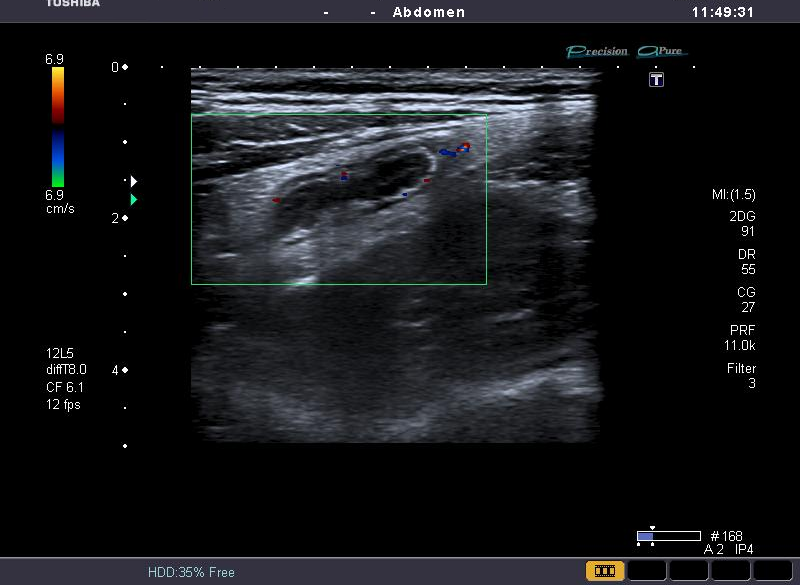 TOSHIBA
- - Abdomen 11:49:31
Precision APure
6.9
0
T
6.9
cm/s
2
MI:(1.5)
2DG
91
DR
55
CG
27
PRF
11.0k
Filter
3
12L5
diffT8.0
CF 6.1
12 fps
4
#168
A 2 IP4
HDD:35% Free